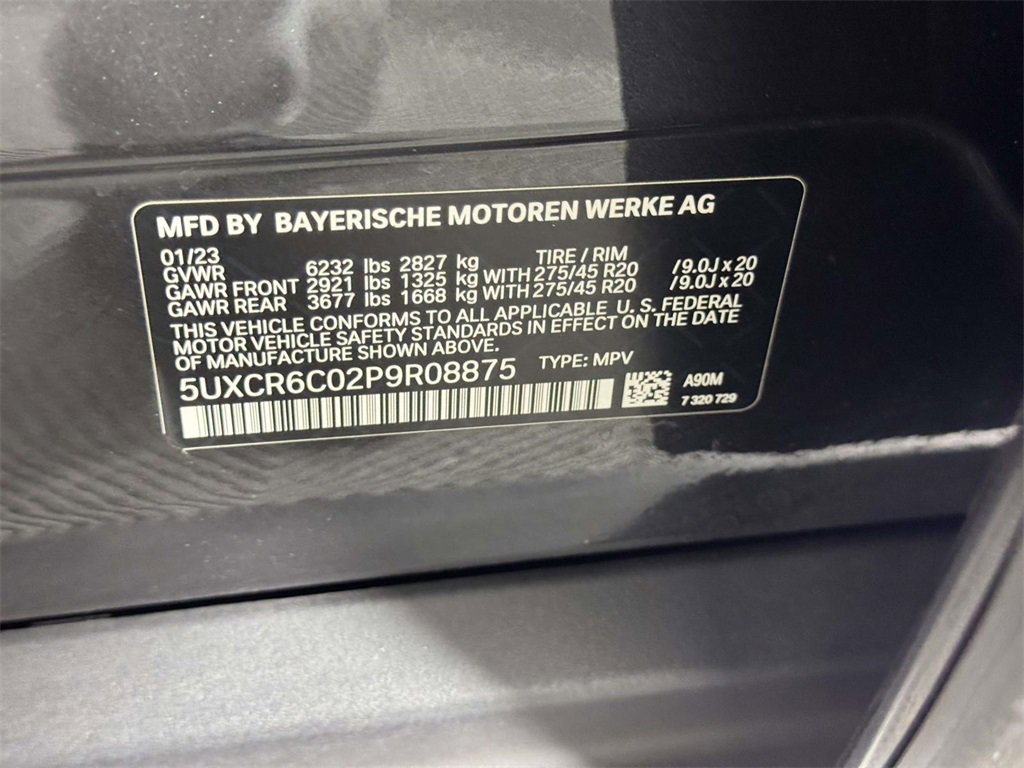 MFD BY BAYERISCHE MOTOREN WERKE AG
01/23 TIRE / RIM
GVWR 6232 lbs 2827 kg
GAWR FRONT 2921 lbs 1325 kg WITH 275/45 R20 /9.0J x 20
GAWR REAR 3677 lbs 1668 kg WITH 275/45 R20 /9.0J x 20
THIS VEHICLE CONFORMS TO ALL APPLICABLE U. S. FEDERAL
MOTOR VEHICLE SAFETY STANDARDS IN EFFECT ON THE DATE
OF MANUFACTURE SHOWN ABOVE.
5UXCR6C02P9R08875 TYPE: MPV
A90M
7 320 729